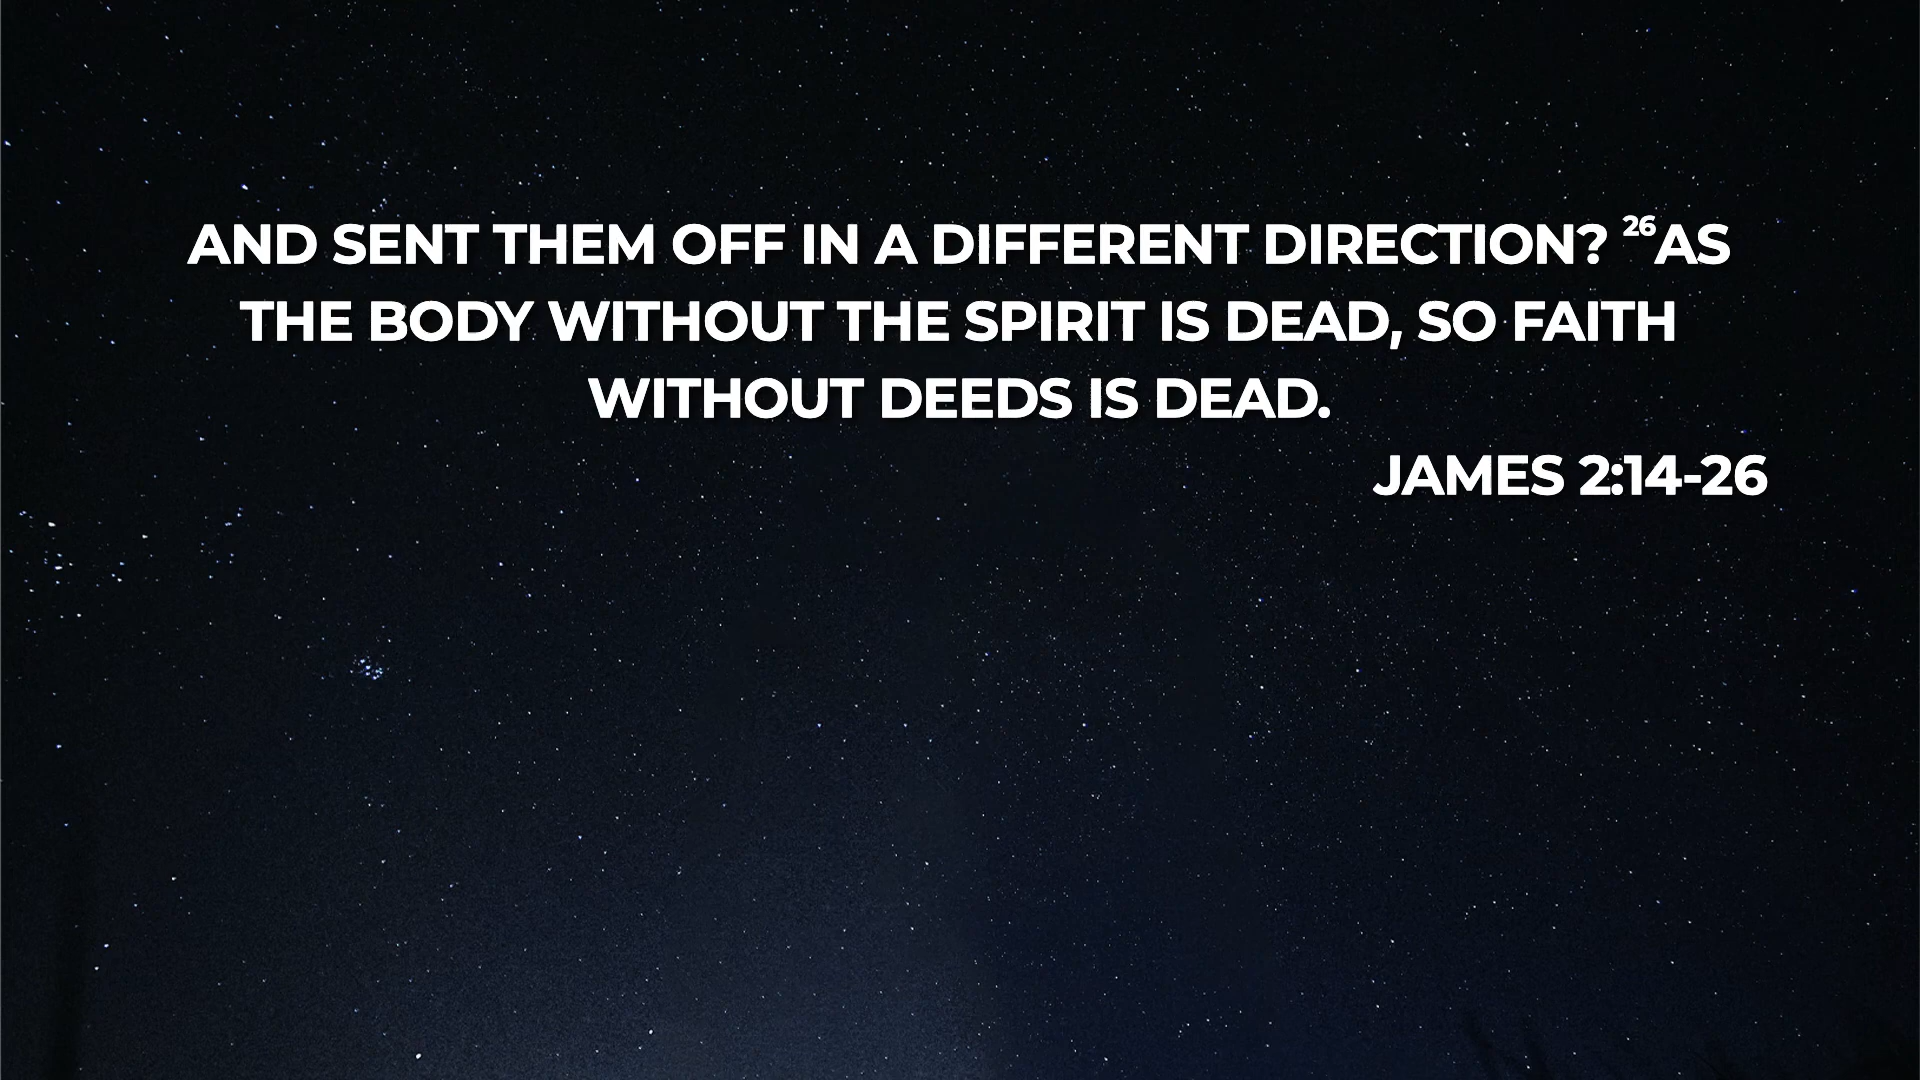 AND SENT THEM OFF IN A DIFFERENT DIRECTION? ²⁶AS
THE BODY WITHOUT THE SPIRIT IS DEAD, SO FAITH
WITHOUT DEEDS IS DEAD.
JAMES 2:14-26